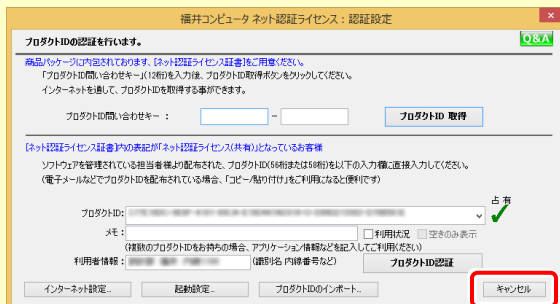 福井コンピュータ ネット認証ライセンス：認証設定
プロダクトIDの認証を行います。
Q&A
商品パッケージに内包されております、[ネット認証ライセンス証書]をご用意ください。
「プロダクトID問い合わせキー」(12桁)を入力後、プロダクトID取得ボタンをクリックしてください。
インターネットを通して、プロダクトIDを取得する事ができます。
プロダクトID問い合わせキー： - プロダクトID 取得
[ネット認証ライセンス証書]内の表記が「ネット認証ライセンス(共有)」となっているお客様
ソフトウェアを管理されている担当者様より配布された、プロダクトID(56桁または58桁)を以下の入力欄に直接入力してください。
(電子メールなどでプロダクトIDを配布されている場合、「コピー/貼り付け」をご利用になると便利です)
占有
プロダクトID:
メモ： 利用状況 空きのみ表示
(複数のプロダクトIDをお持ちの場合、アプリケーション情報などを記入してご利用ください)
利用者情報： (識別名 内線番号など) プロダクトID認証
インターネット設定... 起動設定... プロダクトIDのインポート... キャンセル